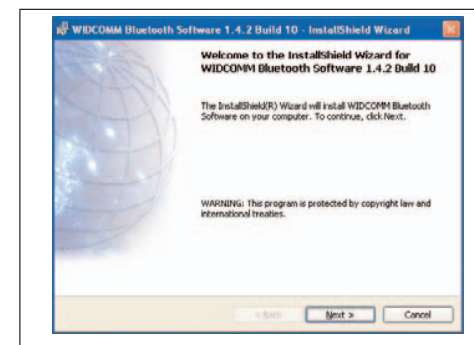 WIDCOMM Bluetooth Software 1.4.2 Build 10 - InstallShield Wizard
Welcome to the InstallShield Wizard for
WIDCOMM Bluetooth Software 1.4.2 Build 10
The InstallShield(R) Wizard will install WIDCOMM Bluetooth
Software on your computer. To continue, click Next.
WARNING: This program is protected by copyright law and
international treaties.
< Back Next > Cancel